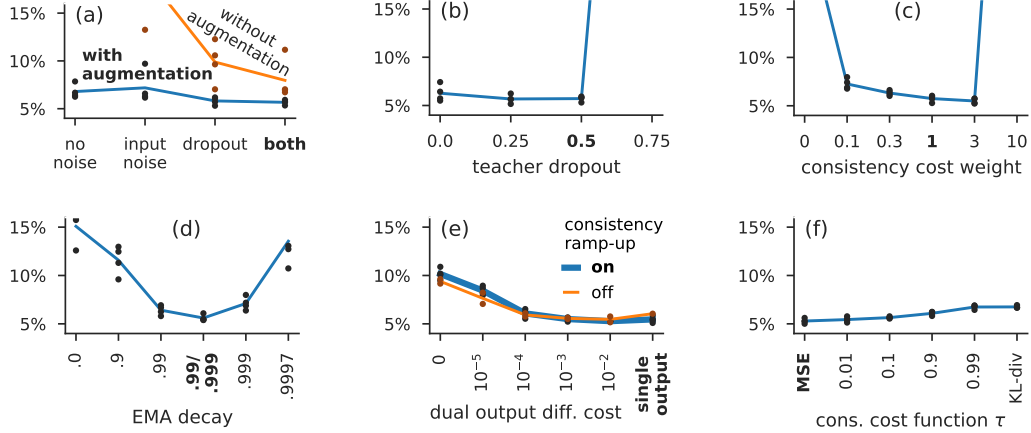 15%
10%
5%
(a)
without
augmentation
with
augmentation
no
noise
input
noise
dropout
both
15%
10%
5%
(b)
0.0
0.25
0.5
0.75
teacher dropout
15%
10%
5%
(c)
0
0.1
0.3
1
3
10
consistency cost weight
15%
10%
5%
(d)
.0
.9
.99
.99/
.999
.999
.9997
EMA decay
15%
10%
5%
(e)
consistency
ramp-up
on
off
0
10⁻⁵
10⁻⁴
10⁻³
10⁻²
single
output
dual output diff. cost
15%
10%
5%
(f)
MSE
0.01
0.1
0.9
0.99
KL-div
cons. cost function τ